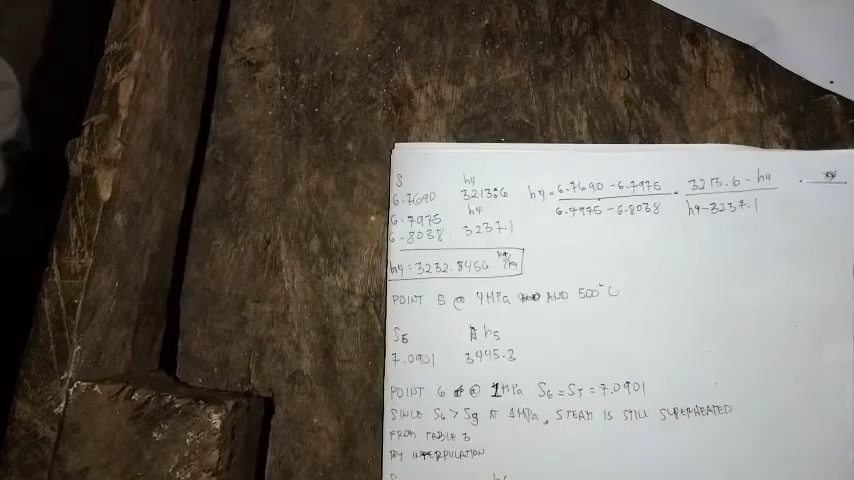 S h4
6.7690 3213.6 h4 = 6.7690 - 6.7975 = 3213.6 - h4
h4
6.7975 6.7975 - 6.8038 h4 - 3237.1
6.8038 3237.1
h4 = 3232.8456 kJ/kg
POINT 5 @ 4MPa AND 500°C
S5 h5
7.0901 3445.3
POINT 6 @ 1MPa S6 = S5 = 7.0901
SINCE S6 > Sg AT 1MPa, STEAM IS STILL SUPERHEATED
FROM TABLE 3
BY INTERPOLATION